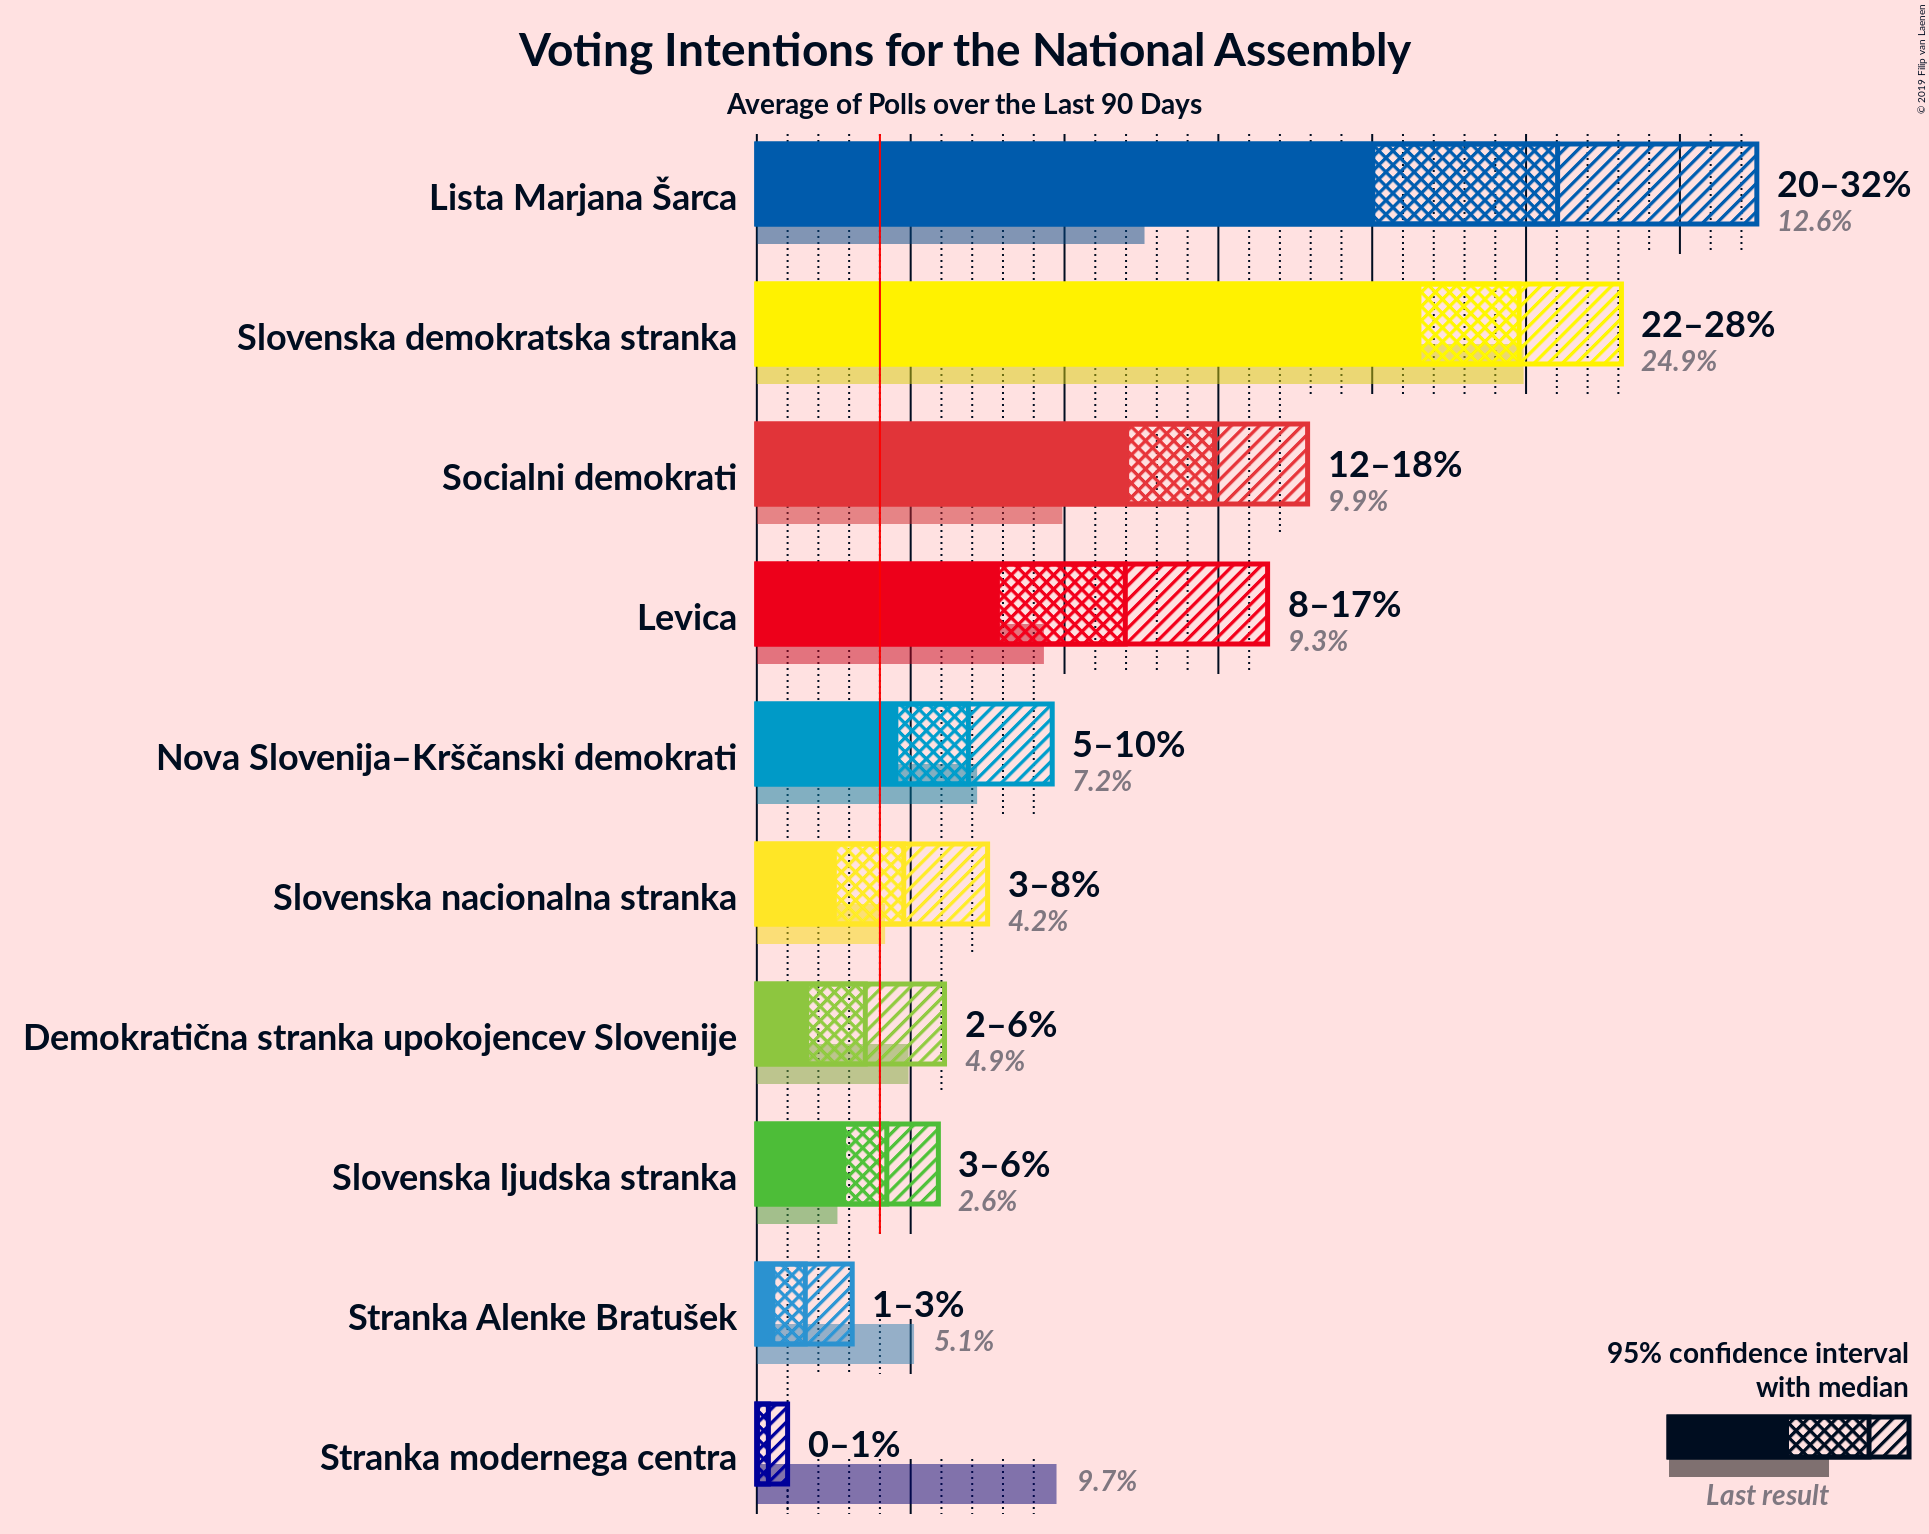 Voting Intentions for the National Assembly
Average of Polls over the Last 90 Days
© 2019 Filip van Laenen
Lista Marjana Šarca
20–32%
12.6%
Slovenska demokratska stranka
22–28%
24.9%
Socialni demokrati
12–18%
9.9%
Levica
8–17%
9.3%
Nova Slovenija–Krščanski demokrati
5–10%
7.2%
Slovenska nacionalna stranka
3–8%
4.2%
Demokratična stranka upokojencev Slovenije
2–6%
4.9%
Slovenska ljudska stranka
3–6%
2.6%
Stranka Alenke Bratušek
1–3%
5.1%
Stranka modernega centra
0–1%
9.7%
95% confidence interval
with median
Last result